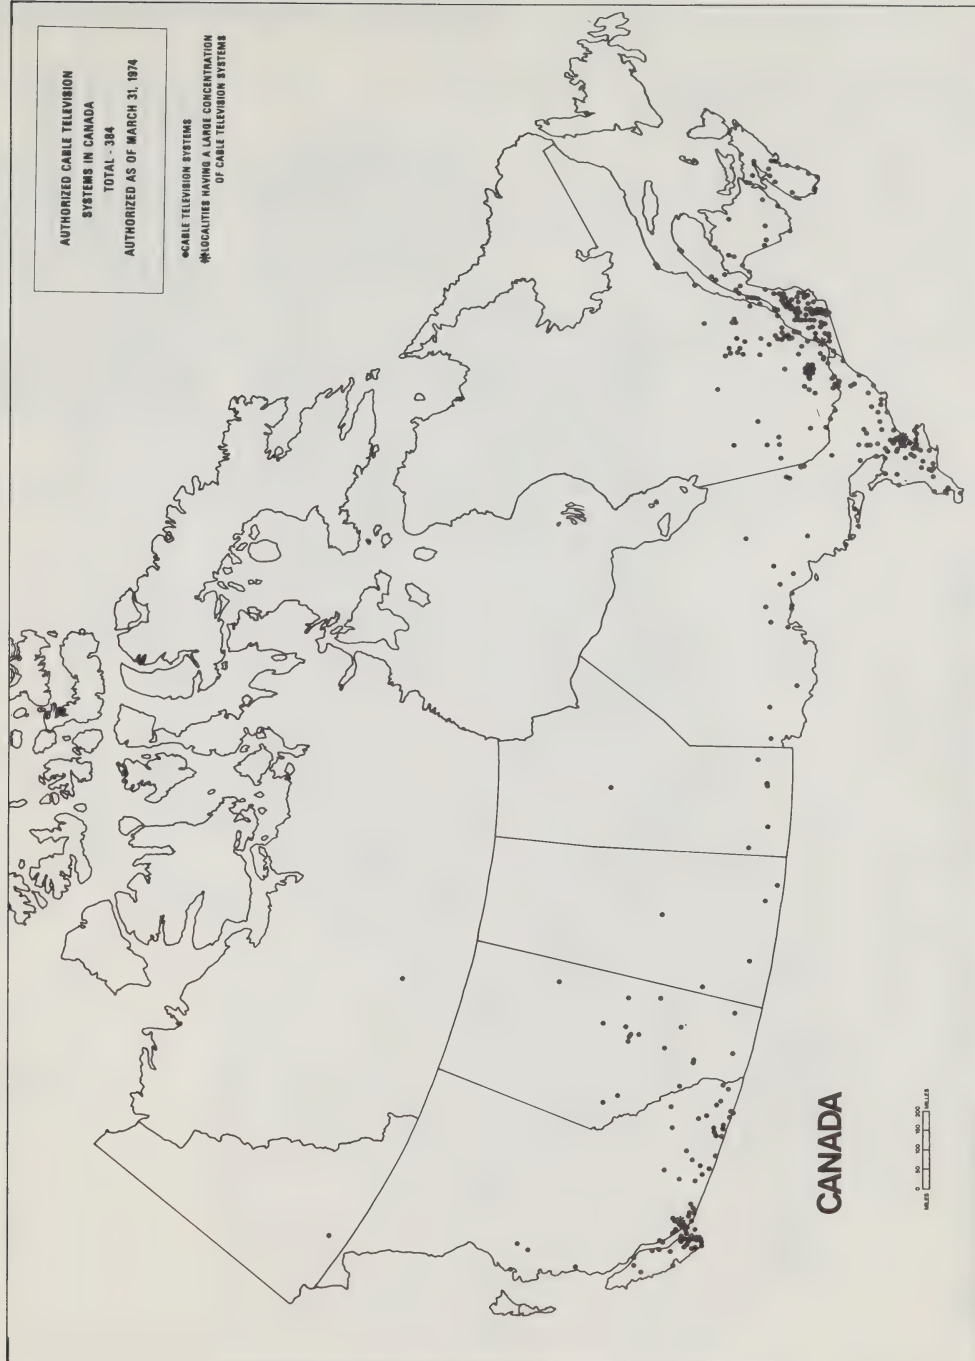 AUTHORIZED CABLE TELEVISION
SYSTEMS IN CANADA
TOTAL - 384
AUTHORIZED AS OF MARCH 31, 1974
CABLE TELEVISION SYSTEMS
LOCALITIES HAVING A LARGE CONCENTRATION
OF CABLE TELEVISION SYSTEMS
CANADA
MILES 0 50 100 150 200 MILES